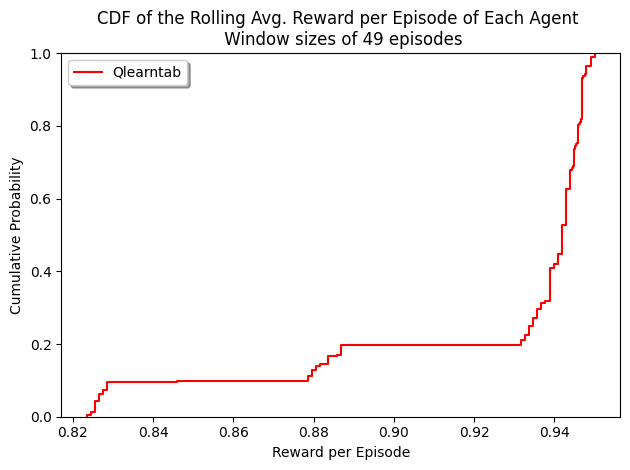 CDF of the Rolling Avg. Reward per Episode of Each Agent
Window sizes of 49 episodes
Qlearntab
Cumulative Probability
1.0
0.8
0.6
0.4
0.2
0.0
0.82 0.84 0.86 0.88 0.90 0.92 0.94
Reward per Episode